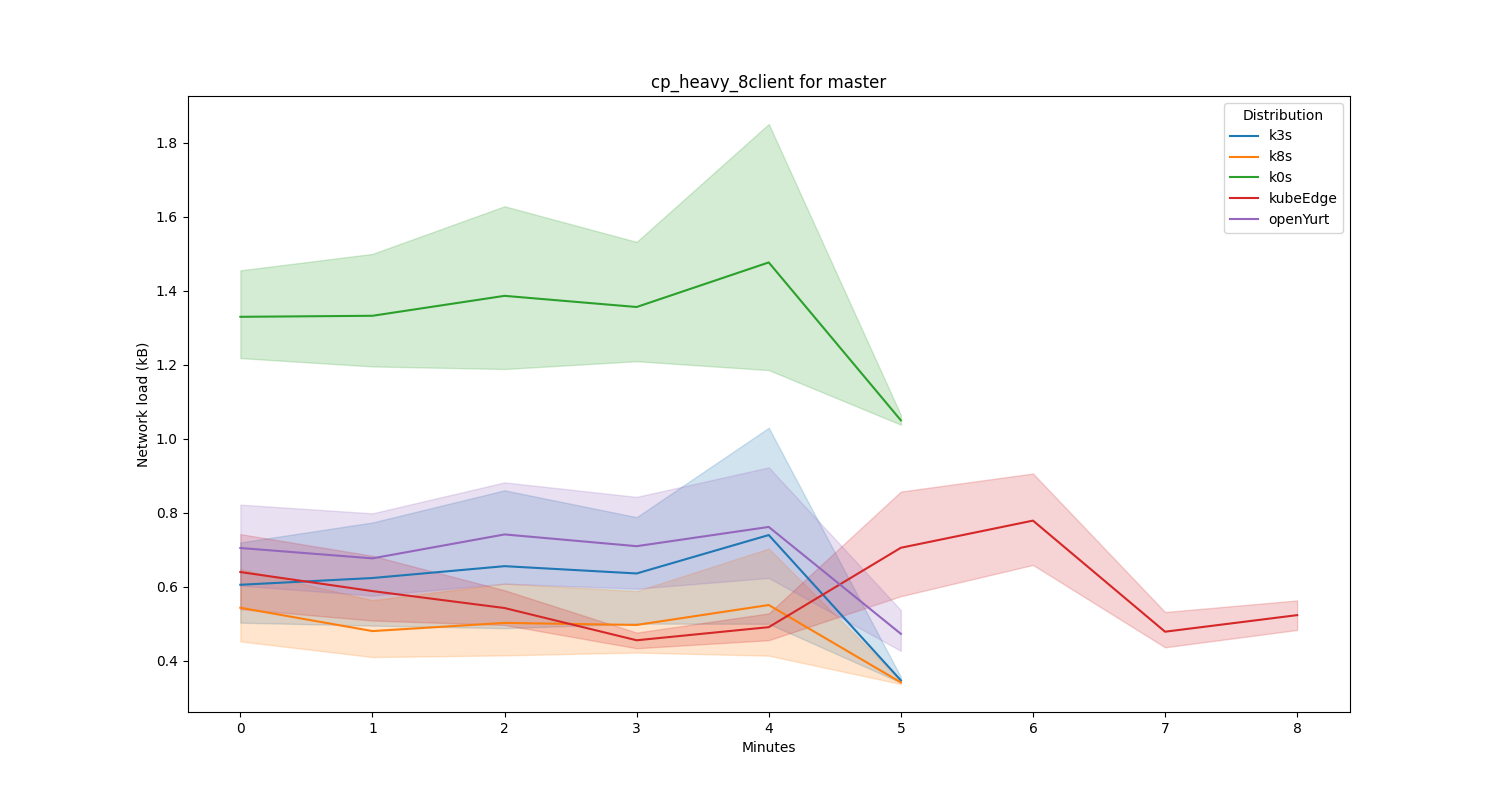 cp_heavy_8client for master
Distribution
k3s
k8s
k0s
kubeEdge
openYurt
Network load (kB)
1.8
1.6
1.4
1.2
1.0
0.8
0.6
0.4
0 1 2 3 4 5 6 7 8
Minutes